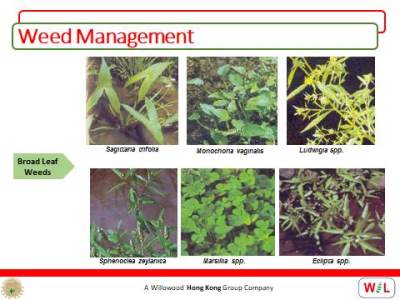 Weed Management
Sagittaria trifolia
Monochoria vaginalis
Ludwigia spp.
Broad Leaf
Weeds
Sphenoclea zeylanica
Marsilia spp.
Eclipta spp.
A Willowood Hong Kong Group Company
WIL